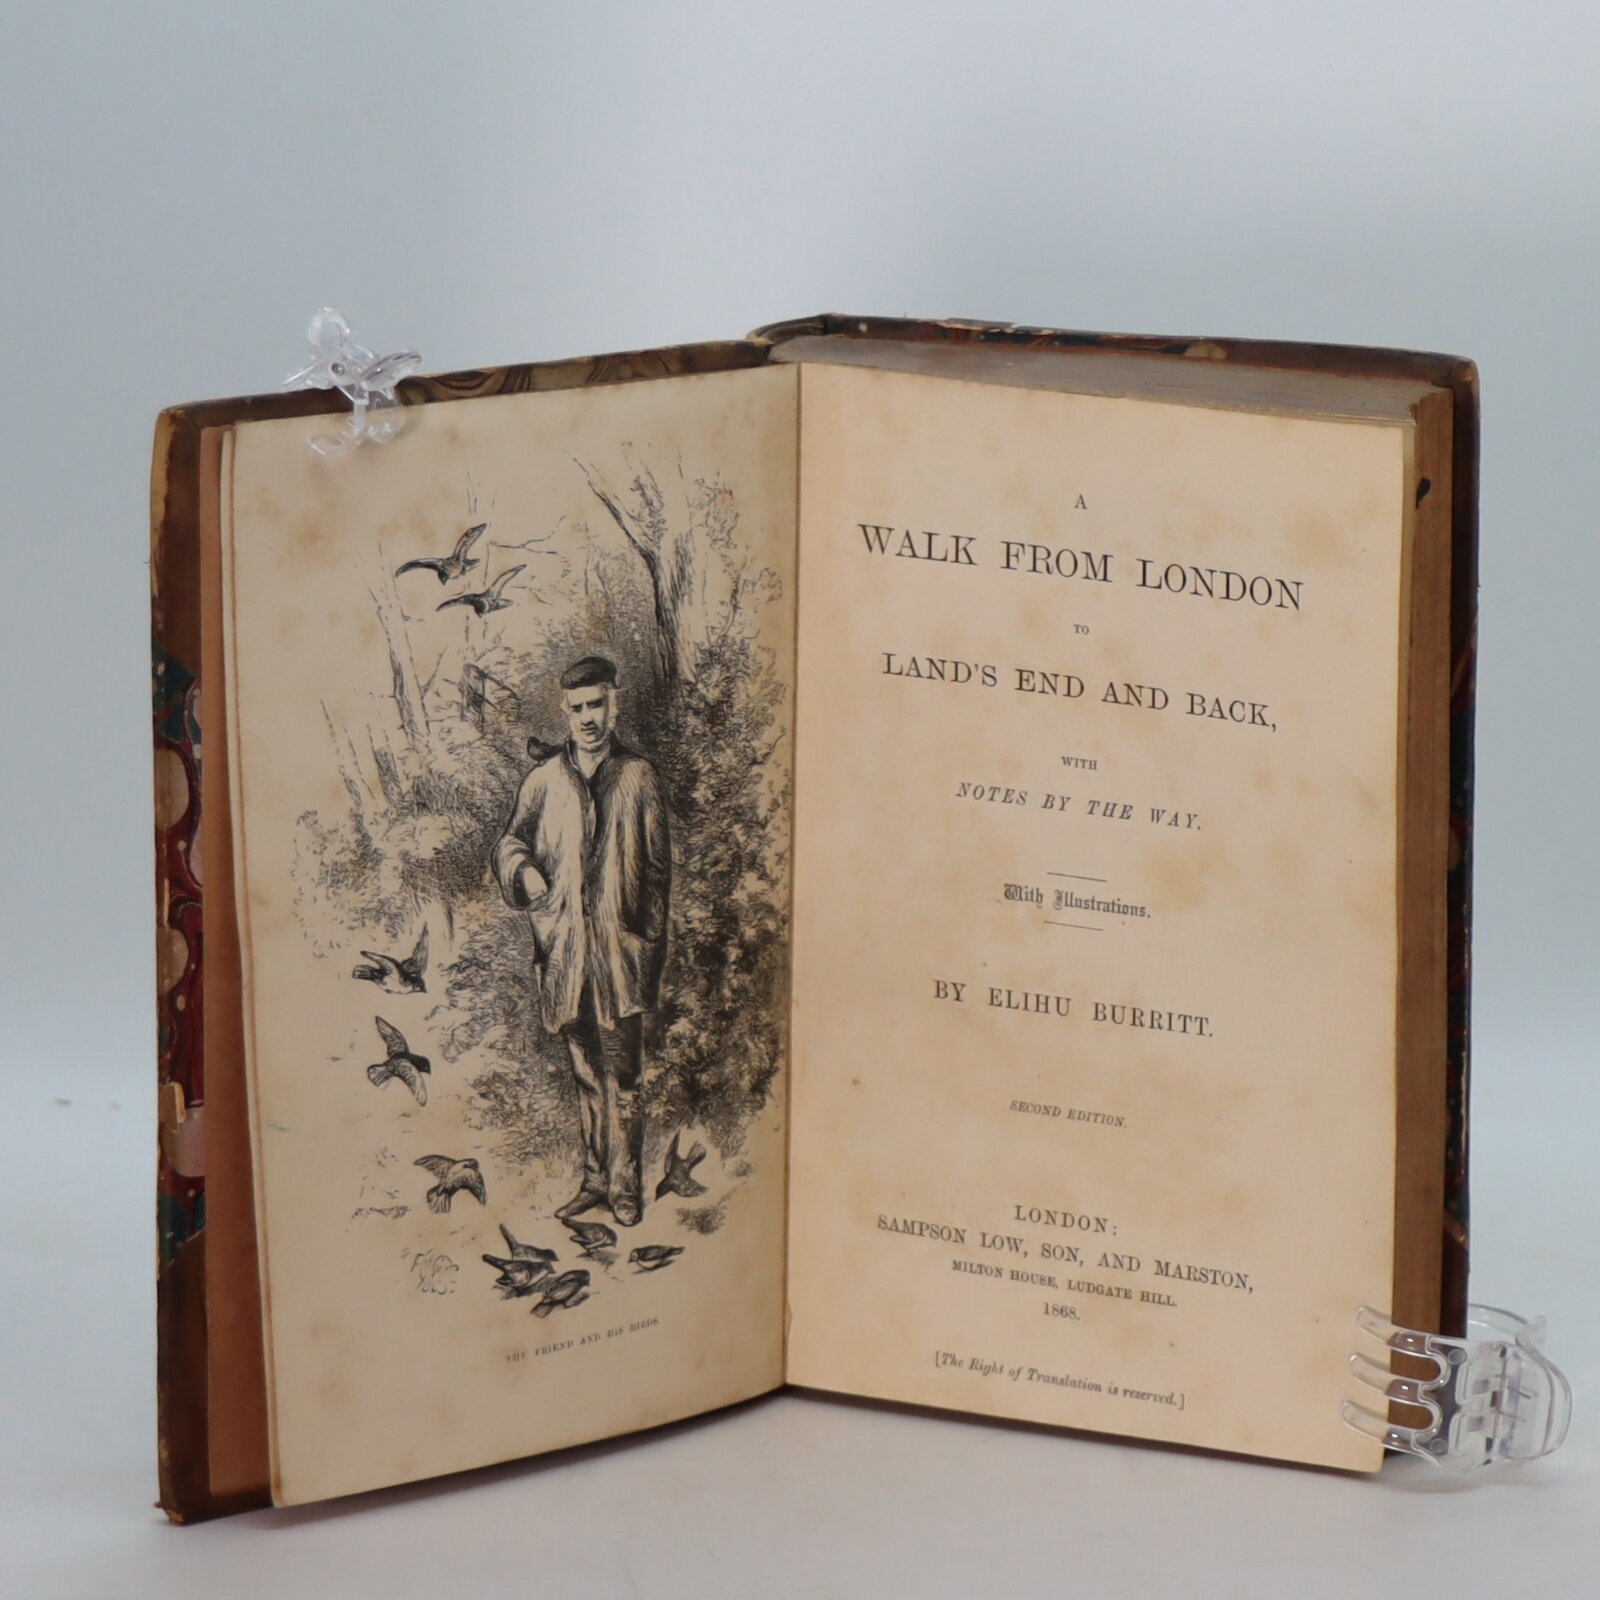 THE FRIEND AND HIS BIRDS.
A
WALK FROM LONDON
TO
LAND'S END AND BACK,
WITH
NOTES BY THE WAY.
With Illustrations.
BY ELIHU BURRITT.
SECOND EDITION.
LONDON:
SAMPSON LOW, SON, AND MARSTON,
MILTON HOUSE, LUDGATE HILL.
1868.
[The Right of Translation is reserved.]